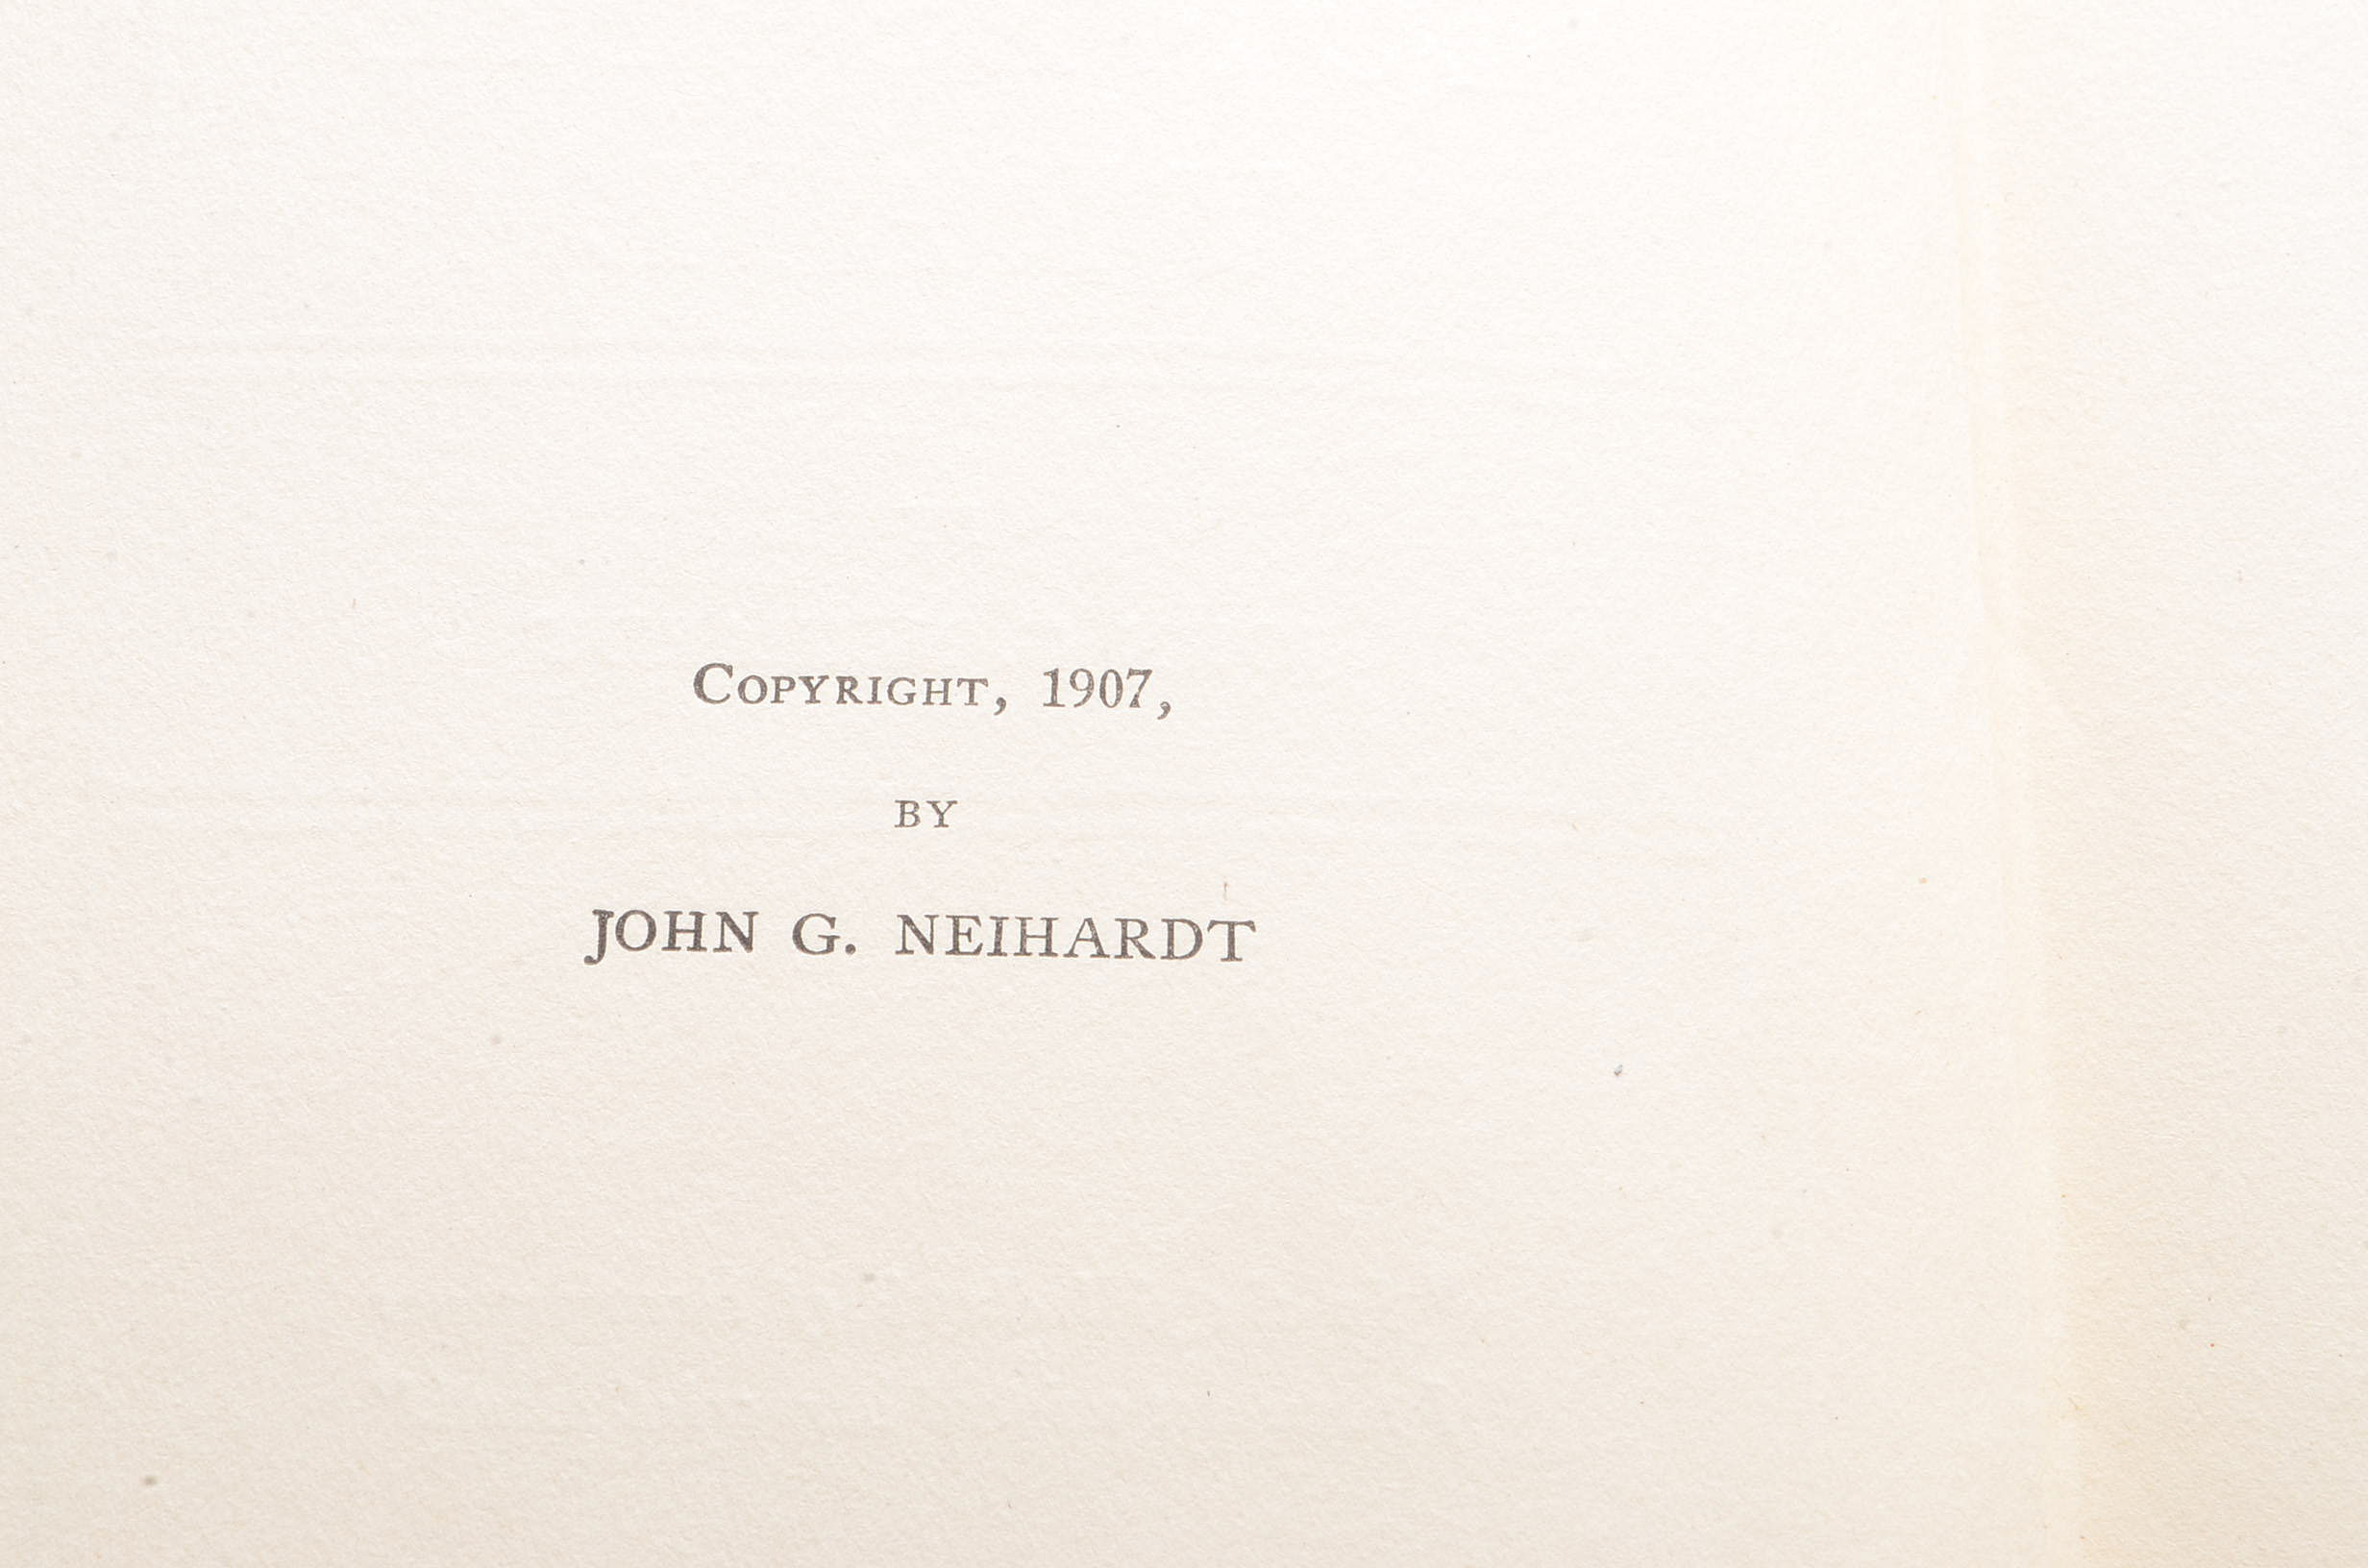 Copyright, 1907,
BY
JOHN G. NEIHARDT